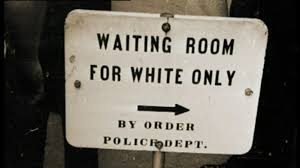 WAITING ROOM
FOR WHITE ONLY
BY ORDER
POLICE DEPT.